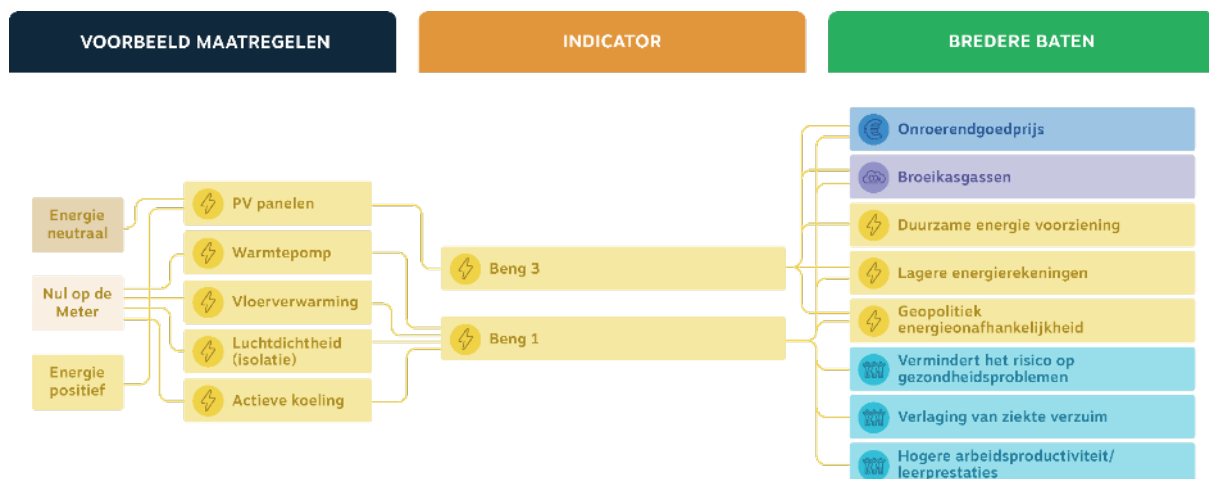 VOORBEELD MAATREGELEN
INDICATOR
BREDERE BATEN
Energie
neutraal
Nul op de
Meter
Energie
positief
PV panelen
Warmtepomp
Vloerverwarming
Luchtdichtheid
(isolatie)
Actieve koeling
Beng 3
Beng 1
Onroerendgoedprijs
Broeikasgassen
Duurzame energie voorziening
Lagere energierekeningen
Geopolitiek
energieonafhankelijkheid
Vermindert het risico op
gezondheidsproblemen
Verlaging van ziekte verzuim
Hogere arbeidsproductiviteit/
leerprestaties